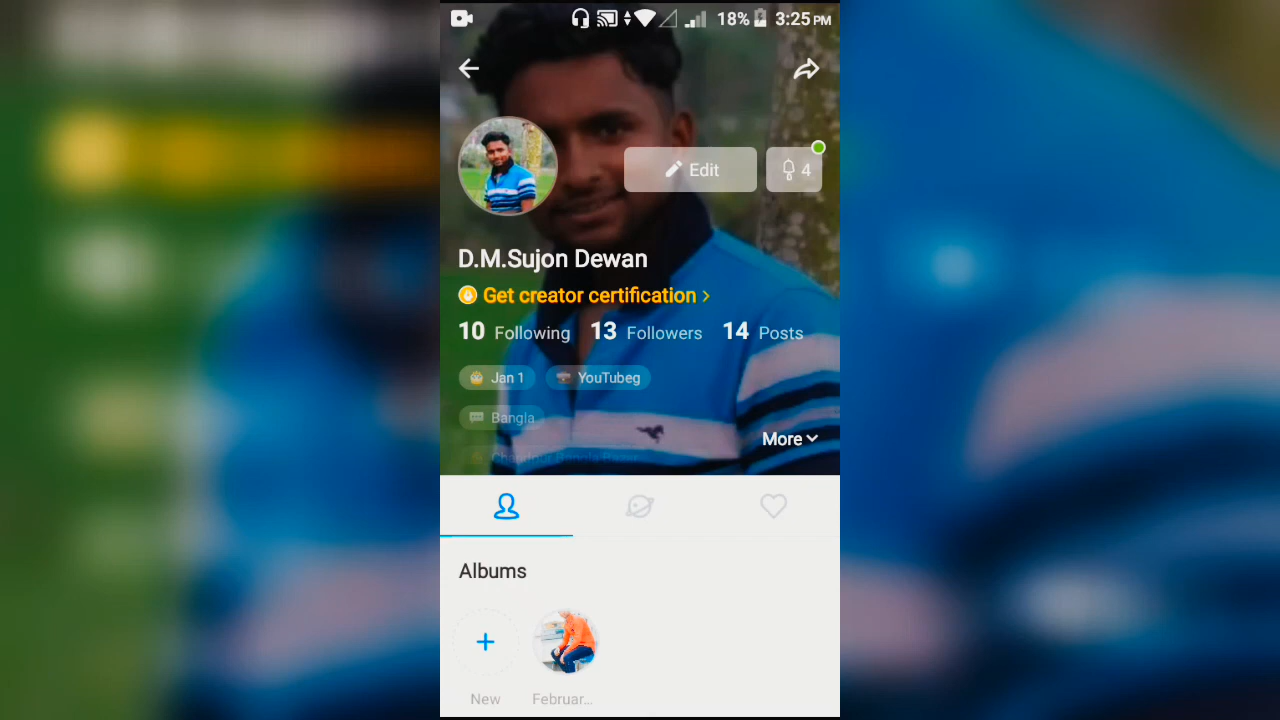 18% 3:25 PM
Edit 4
D.M.Sujon Dewan
Get creator certification >
10 Following 13 Followers 14 Posts
Jan 1 YouTubeg
Bangla
More
Albums
New Februar...